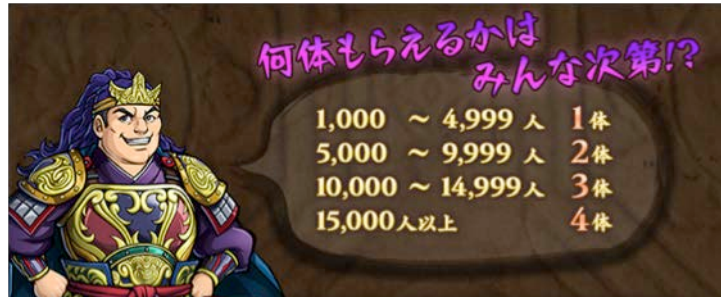 何体もらえるかは
みんな次第!?
1,000 ～ 4,999 人 1体
5,000 ～ 9,999 人 2体
10,000 ～ 14,999人 3体
15,000人以上 4体